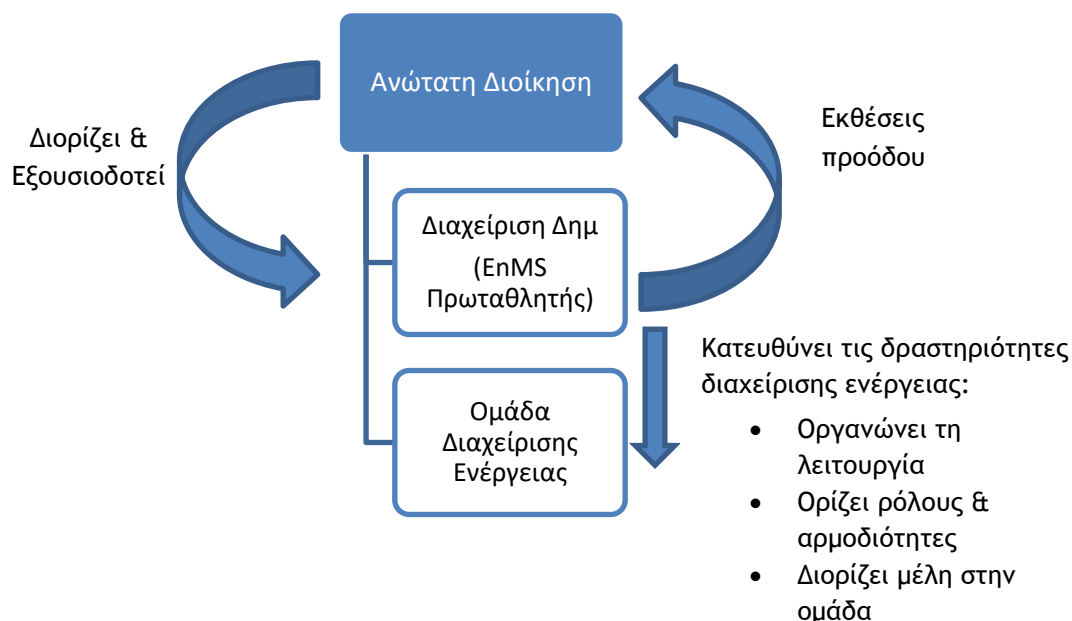 Ανώτατη Διοίκηση
Διορίζει &
Εξουσιοδοτεί
Εκθέσεις
προόδου
Διαχείριση Δημ
(EnMS
Πρωταθλητής)
Κατευθύνει τις δραστηριότητες
διαχείρισης ενέργειας:
• Οργανώνει τη
λειτουργία
• Ορίζει ρόλους &
αρμοδιότητες
• Διορίζει μέλη στην
ομάδα
Ομάδα
Διαχείρισης
Ενέργειας